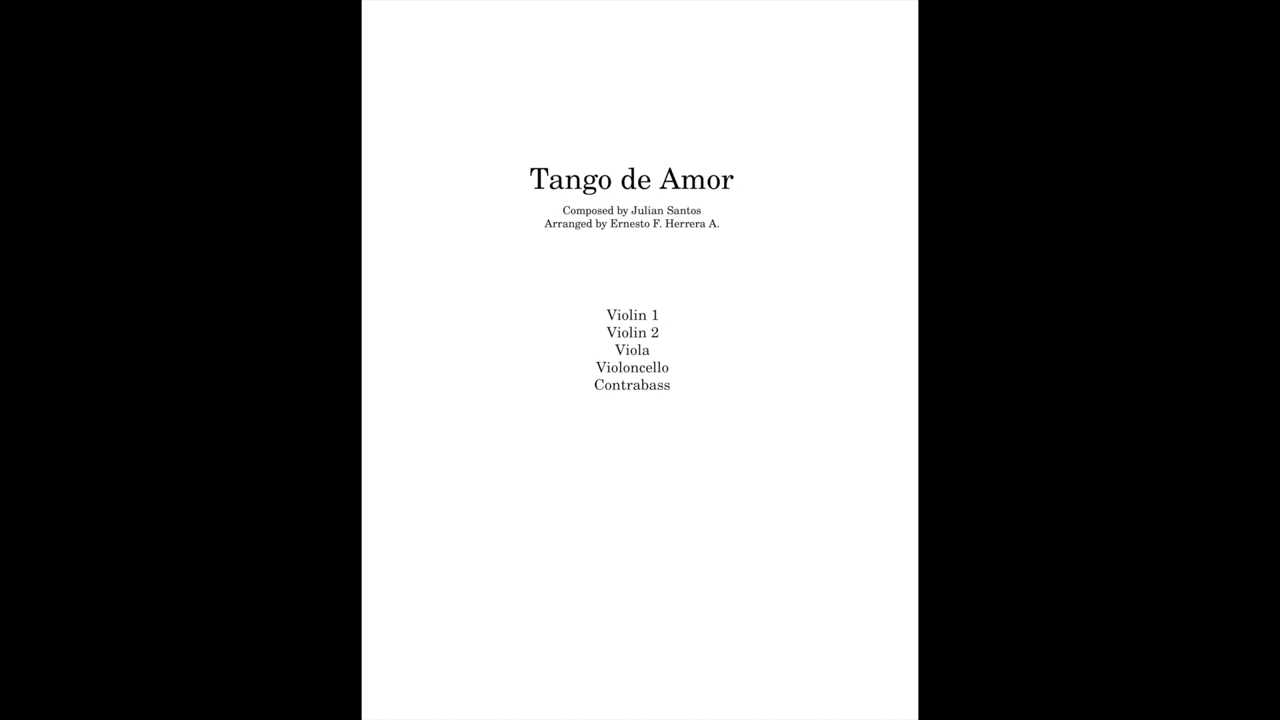 Tango de Amor
Composed by Julian Santos
Arranged by Ernesto F. Herrera A.
Violin 1
Violin 2
Viola
Violoncello
Contrabass